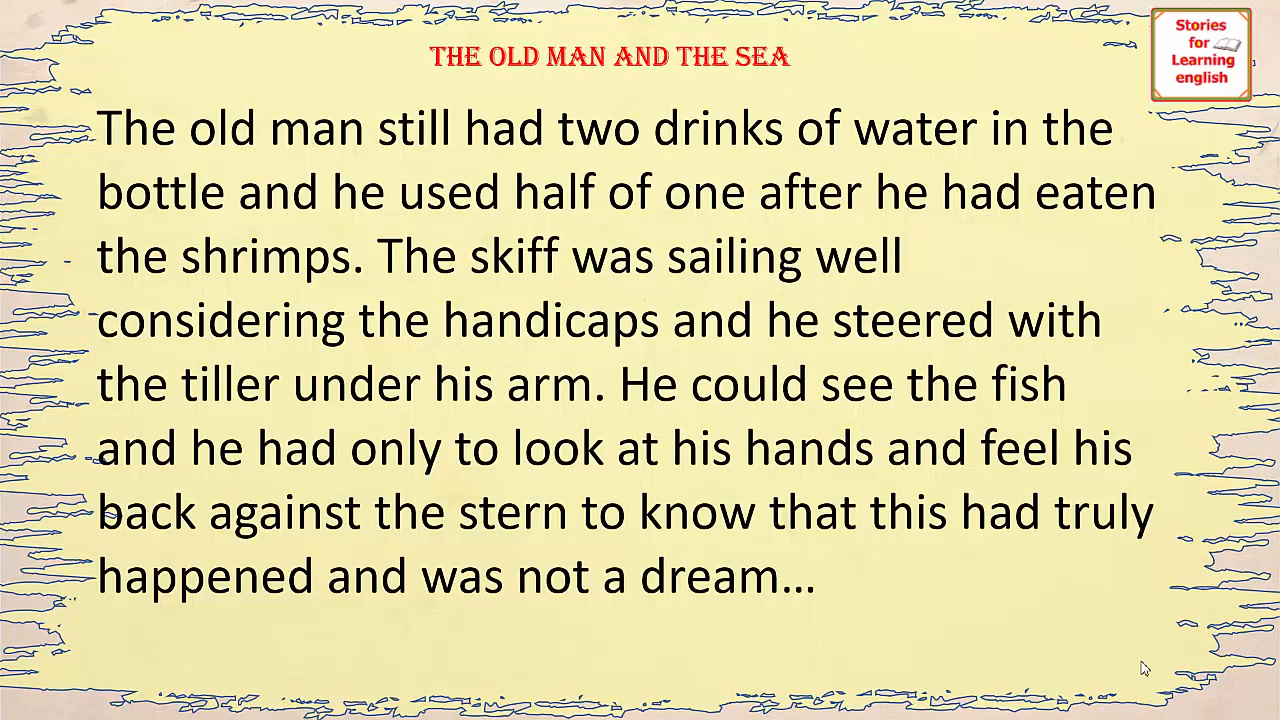 THE OLD MAN AND THE SEA
Stories
for
Learning
english
The old man still had two drinks of water in the
bottle and he used half of one after he had eaten
the shrimps. The skiff was sailing well
considering the handicaps and he steered with
the tiller under his arm. He could see the fish
and he had only to look at his hands and feel his
back against the stern to know that this had truly
happened and was not a dream...